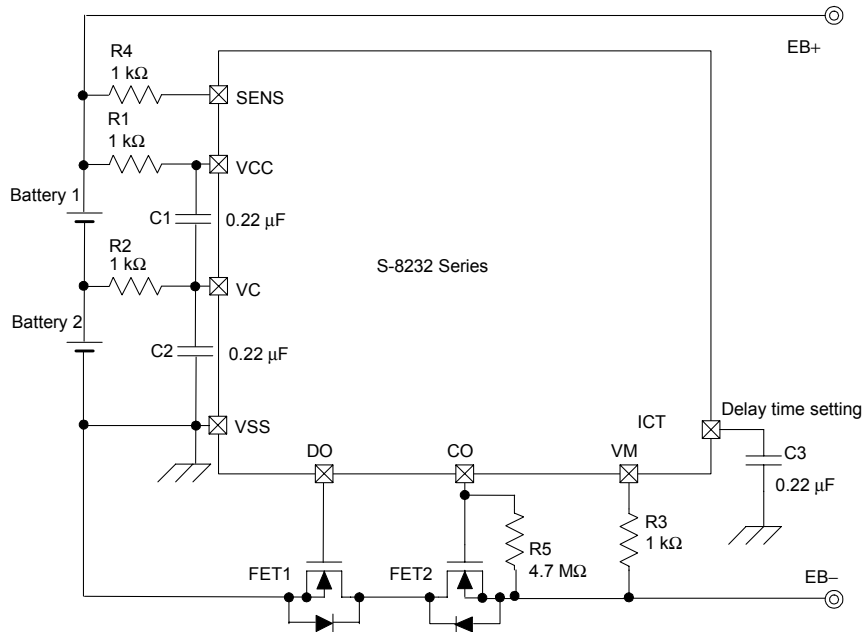 EB+
R4
1 kΩ
SENS
R1
1 kΩ
VCC
Battery 1
C1
0.22 μF
R2
1 kΩ
S-8232 Series
VC
Battery 2
C2
0.22 μF
Delay time setting
ICT
VSS
DO
CO
VM
C3
0.22 μF
R3
1 kΩ
R5
4.7 MΩ
FET1
FET2
EB−